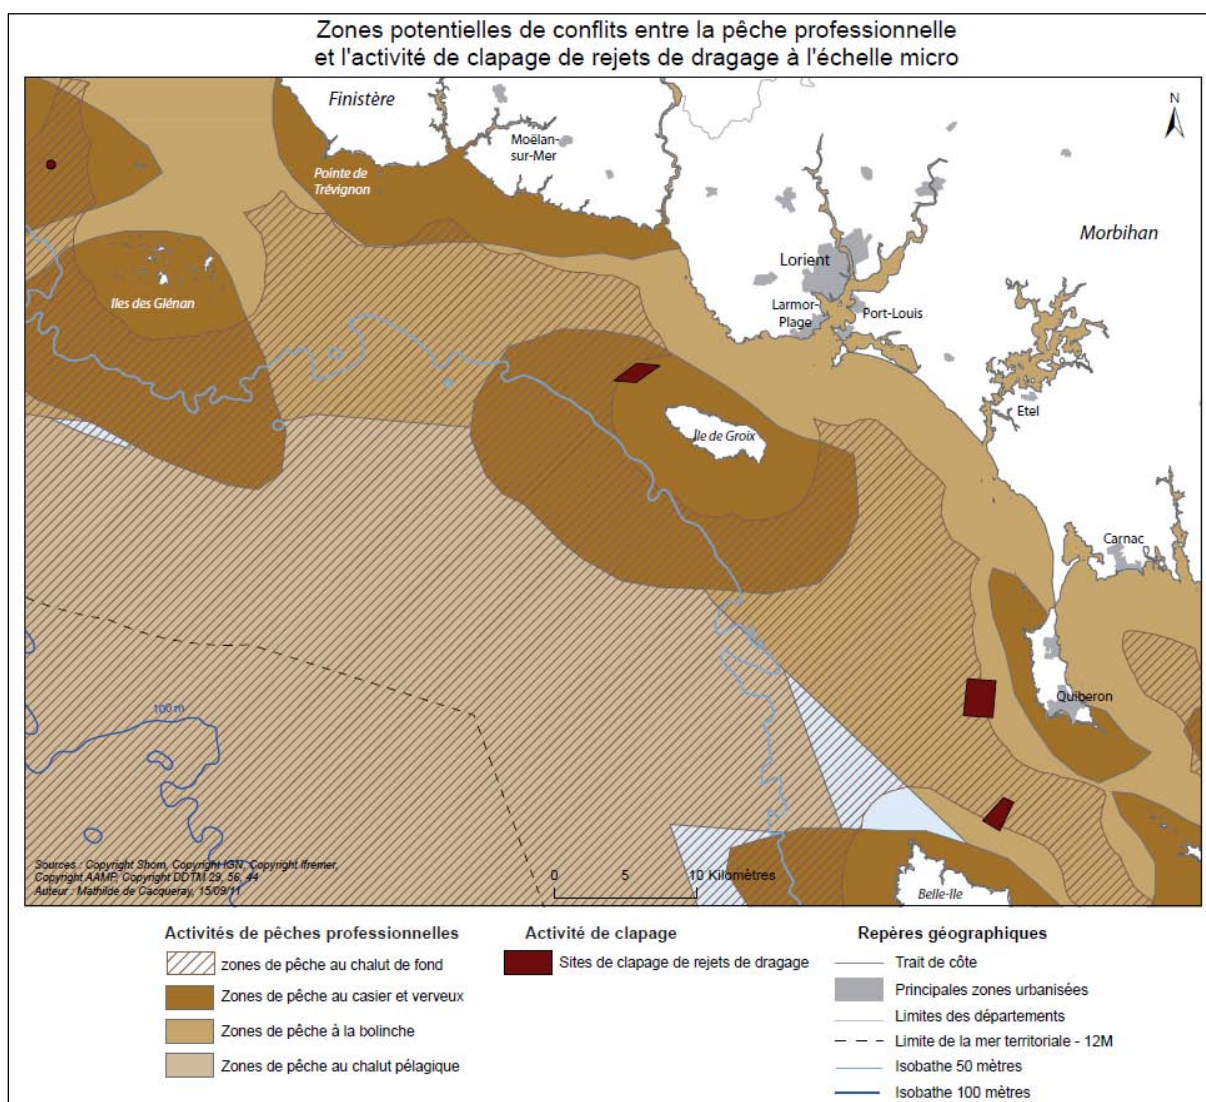 Zones potentielles de conflits entre la pêche professionnelle
et l'activité de clapage de rejets de dragage à l'échelle micro
Finistère
N
Moëlan-
sur-Mer
Pointe de
Trévignon
Morbihan
Lorient
Iles des Glénan
Larmor-
Plage
Port-Louis
Etel
Île de Groix
Carnac
Quiberon
100 m
Sources : Copyright Shom, Copyright IGN, Copyright Ifremer,
Copyright AAMP, Copyright DDTM 29, 56, 44
Auteur : Mathilde de Cacqueray, 15/09/11
0 5 10 Kilomètres
Belle-Ile
Activités de pêches professionnelles
zones de pêche au chalut de fond
Zones de pêche au casier et verveux
Zones de pêche à la bolinche
Zones de pêche au chalut pélagique
Activité de clapage
Sites de clapage de rejets de dragage
Repères géographiques
Trait de côte
Principales zones urbanisées
Limites des départements
Limite de la mer territoriale - 12M
Isobathe 50 mètres
Isobathe 100 mètres